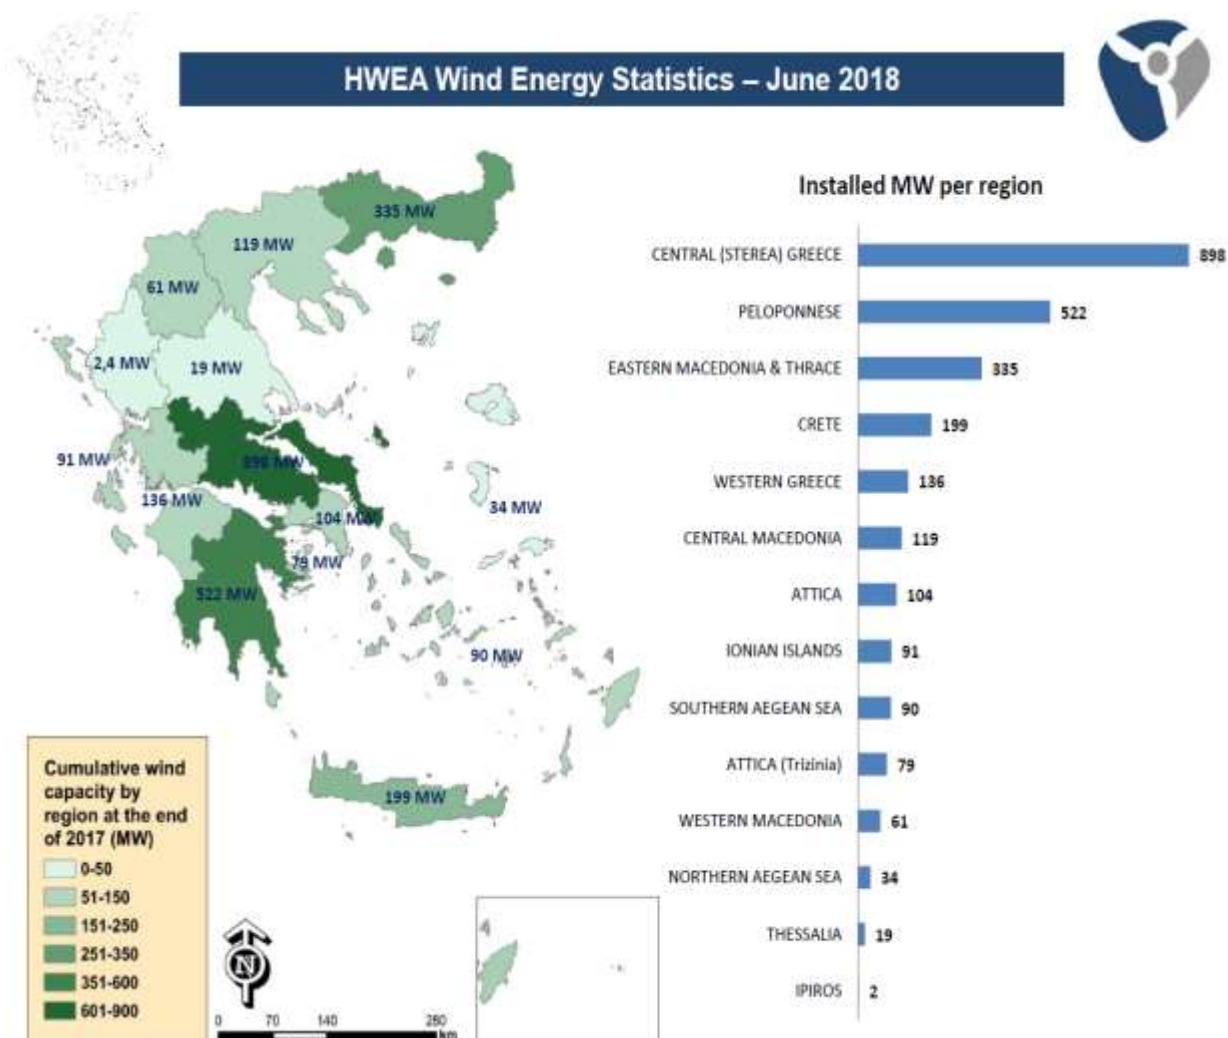 HWEA Wind Energy Statistics – June 2018
335 MW
119 MW
61 MW
2,4 MW
19 MW
91 MW
898 MW
136 MW
104 MW
34 MW
79 MW
522 MW
90 MW
199 MW
Cumulative wind
capacity by
region at the end
of 2017 (MW)
0-50
51-150
151-250
251-350
351-600
601-900
N
0 70 140 280
km
Installed MW per region
CENTRAL (STEREA) GREECE 898
PELOPONNESE 522
EASTERN MACEDONIA & THRACE 335
CRETE 199
WESTERN GREECE 136
CENTRAL MACEDONIA 119
ATTICA 104
IONIAN ISLANDS 91
SOUTHERN AEGEAN SEA 90
ATTICA (Trizinia) 79
WESTERN MACEDONIA 61
NORTHERN AEGEAN SEA 34
THESSALIA 19
IPIROS 2